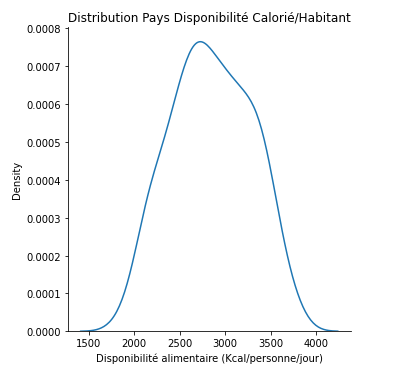 Distribution Pays Disponibilité Calorié/Habitant
0.0008
0.0007
0.0006
0.0005
0.0004
0.0003
0.0002
0.0001
0.0000
Density
1500 2000 2500 3000 3500 4000
Disponibilité alimentaire (Kcal/personne/jour)